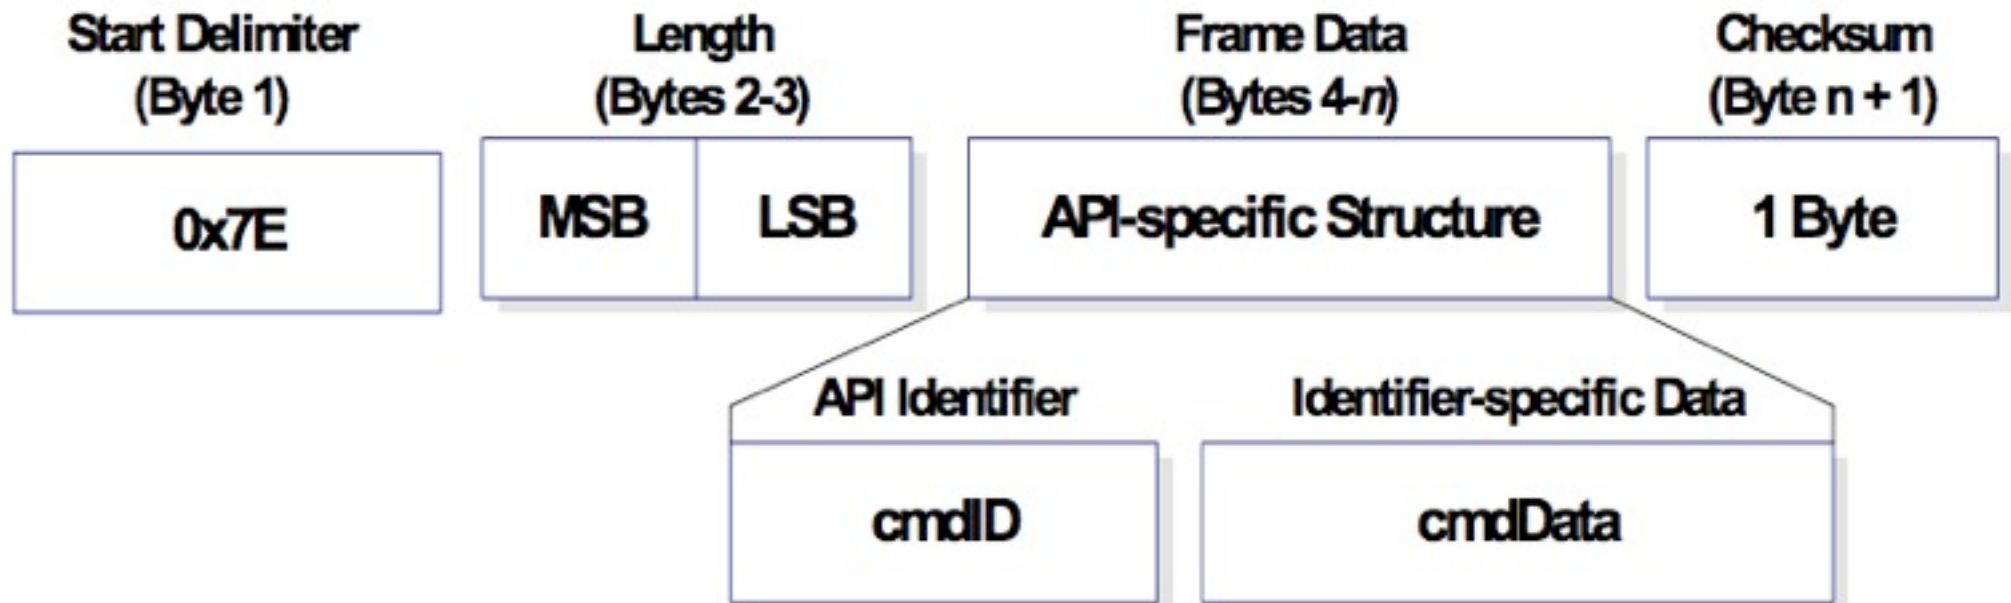 Start Delimiter
(Byte 1)
Length
(Bytes 2-3)
Frame Data
(Bytes 4-n)
Checksum
(Byte n + 1)
0x7E
MSB
LSB
API-specific Structure
1 Byte
API Identifier
Identifier-specific Data
cmdID
cmdData